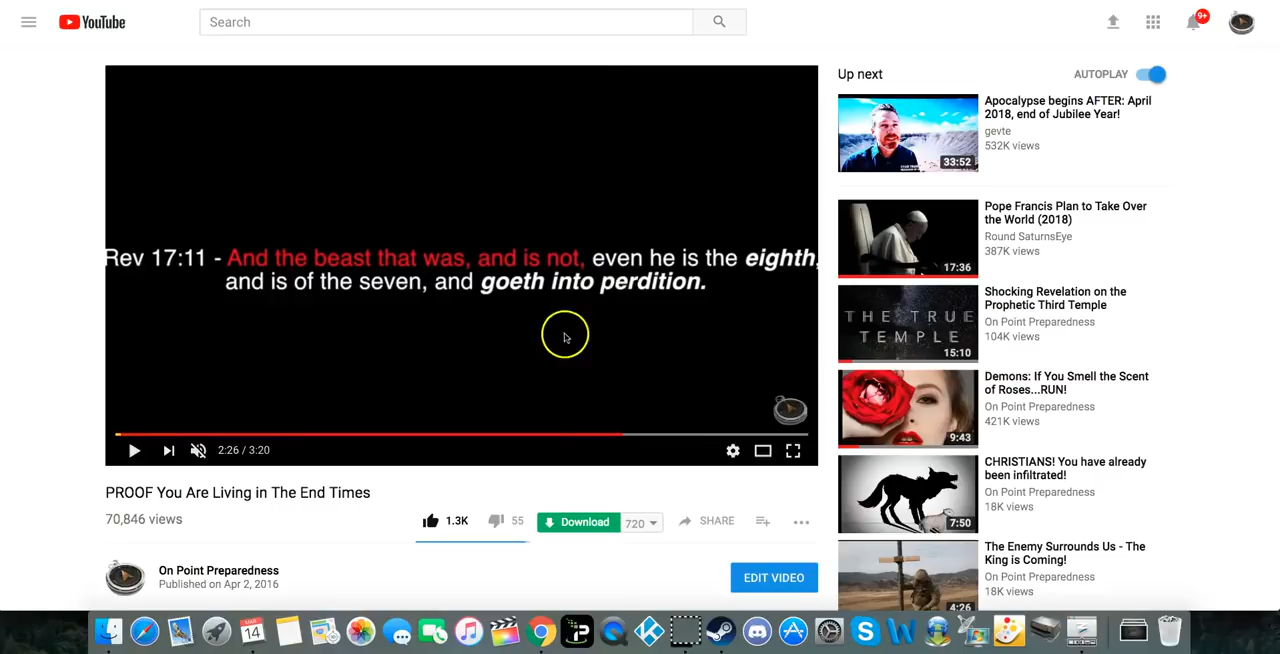 YouTube
Search
9+
Rev 17:11 - And the beast that was, and is not, even he is the eighth,
and is of the seven, and goeth into perdition.
2:26 / 3:20
PROOF You Are Living in The End Times
70,846 views
1.3K
55
Download
720
SHARE
On Point Preparedness
Published on Apr 2, 2016
EDIT VIDEO
Up next
AUTOPLAY
33:52
Apocalypse begins AFTER: April
2018, end of Jubilee Year!
gevte
532K views
17:36
Pope Francis Plan to Take Over
the World (2018)
Round SaturnsEye
387K views
THE TRUE
TEMPLE
15:10
Shocking Revelation on the
Prophetic Third Temple
On Point Preparedness
104K views
9:43
Demons: If You Smell the Scent
of Roses...RUN!
On Point Preparedness
421K views
7:50
CHRISTIANS! You have already
been infiltrated!
On Point Preparedness
18K views
4:26
The Enemy Surrounds Us - The
King is Coming!
On Point Preparedness
18K views
MAR
14